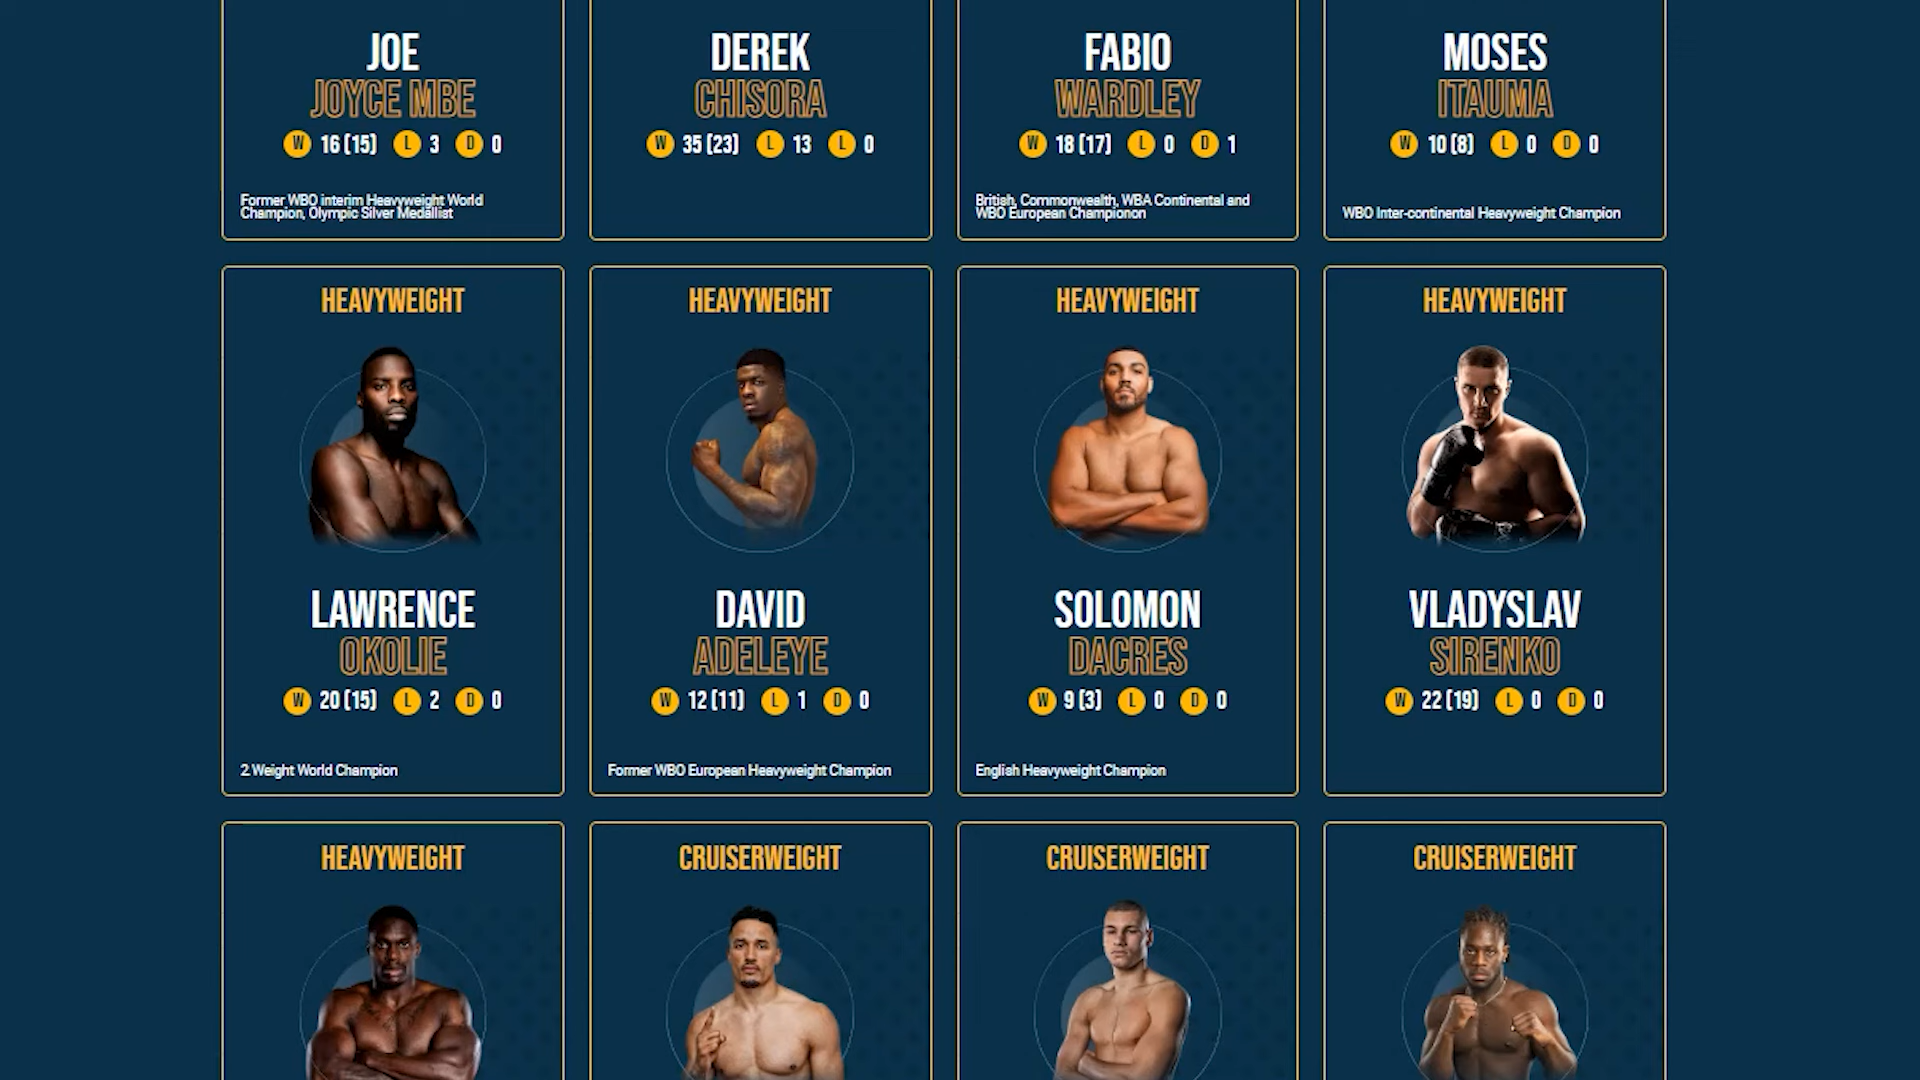 JOE
JOYCE MBE
W 16 (15) L 3 D 0
Former WBO interim Heavyweight World
Champion, Olympic Silver Medallist
DEREK
CHISORA
W 35 (23) L 13 L 0
FABIO
WARDLEY
W 18 (17) L 0 D 1
British, Commonwealth, WBA Continental and
WBO European Championon
MOSES
ITAUMA
W 10 (8) L 0 D 0
WBO Inter-continental Heavyweight Champion
HEAVYWEIGHT
LAWRENCE
OKOLIE
W 20 (15) L 2 D 0
2 Weight World Champion
HEAVYWEIGHT
DAVID
ADELEYE
W 12 (11) L 1 D 0
Former WBO European Heavyweight Champion
HEAVYWEIGHT
SOLOMON
DACRES
W 9 (3) L 0 D 0
English Heavyweight Champion
HEAVYWEIGHT
VLADYSLAV
SIRENKO
W 22 (19) L 0 D 0
HEAVYWEIGHT
CRUISERWEIGHT
CRUISERWEIGHT
CRUISERWEIGHT